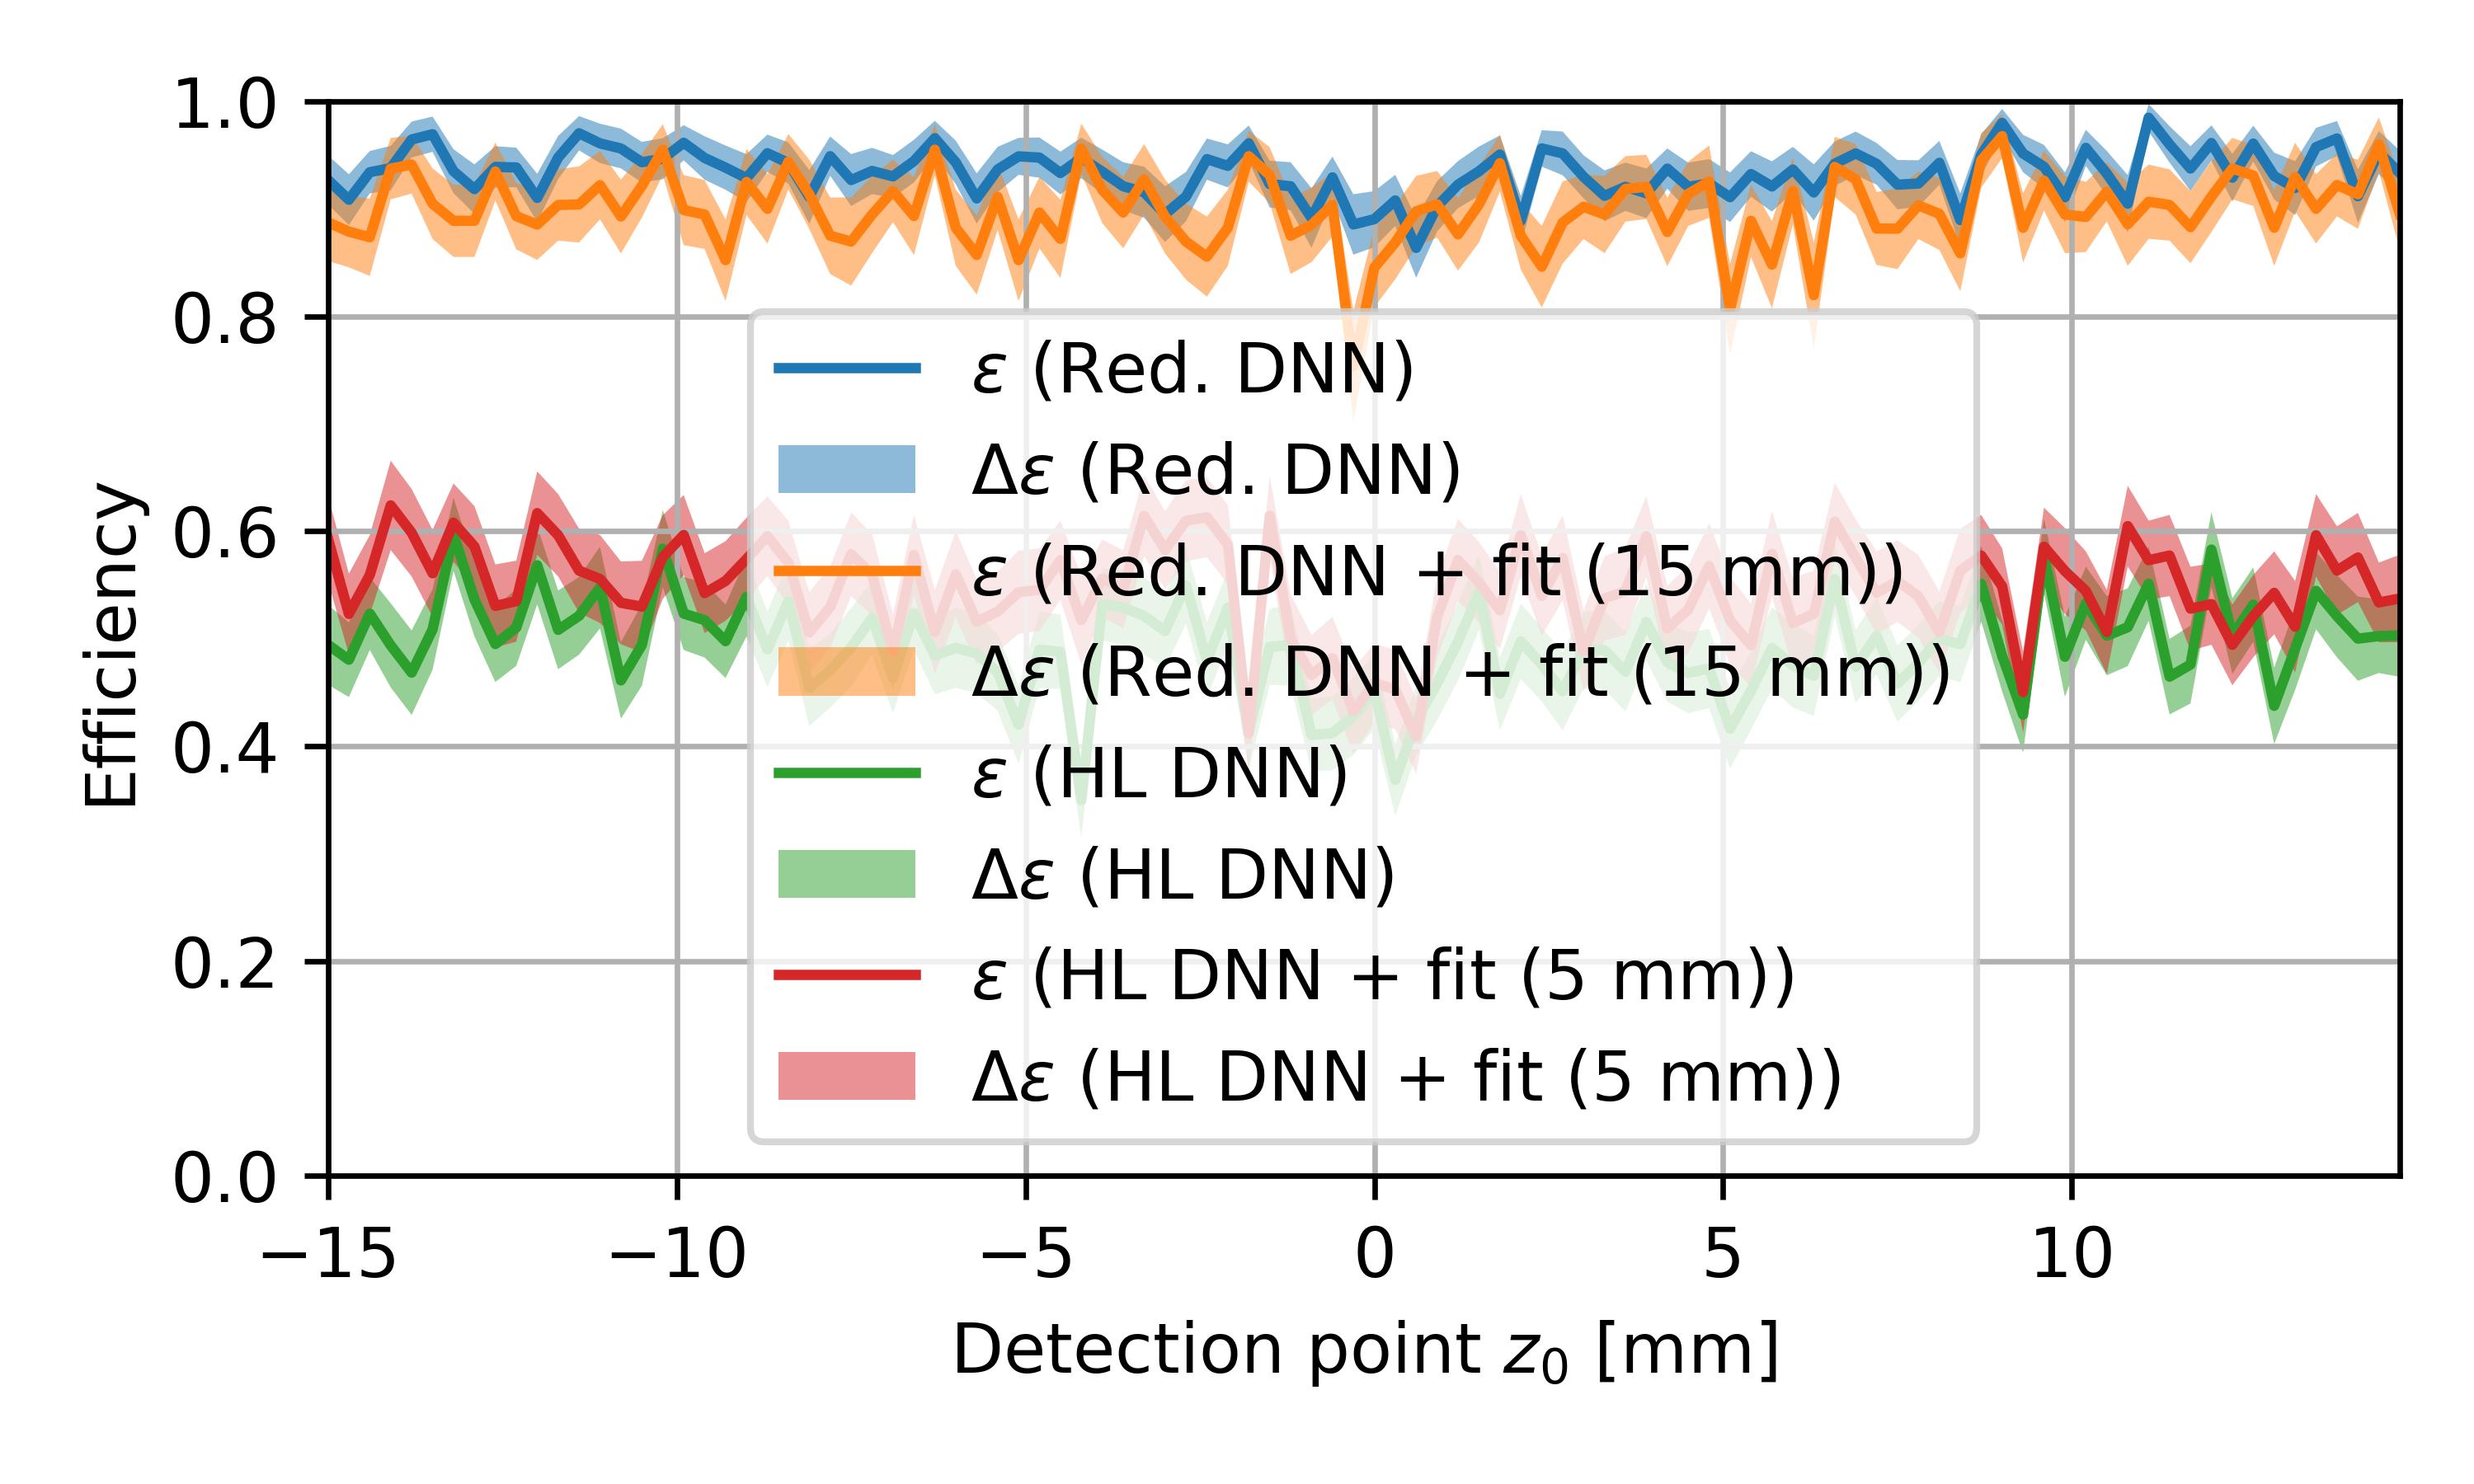 1.0
0.8
0.6
0.4
0.2
0.0
Efficiency
ε (Red. DNN)
Δε (Red. DNN)
ε (Red. DNN + fit (15 mm))
Δε (Red. DNN + fit (15 mm))
ε (HL DNN)
Δε (HL DNN)
ε (HL DNN + fit (5 mm))
Δε (HL DNN + fit (5 mm))
−15 −10 −5 0 5 10
Detection point z₀ [mm]